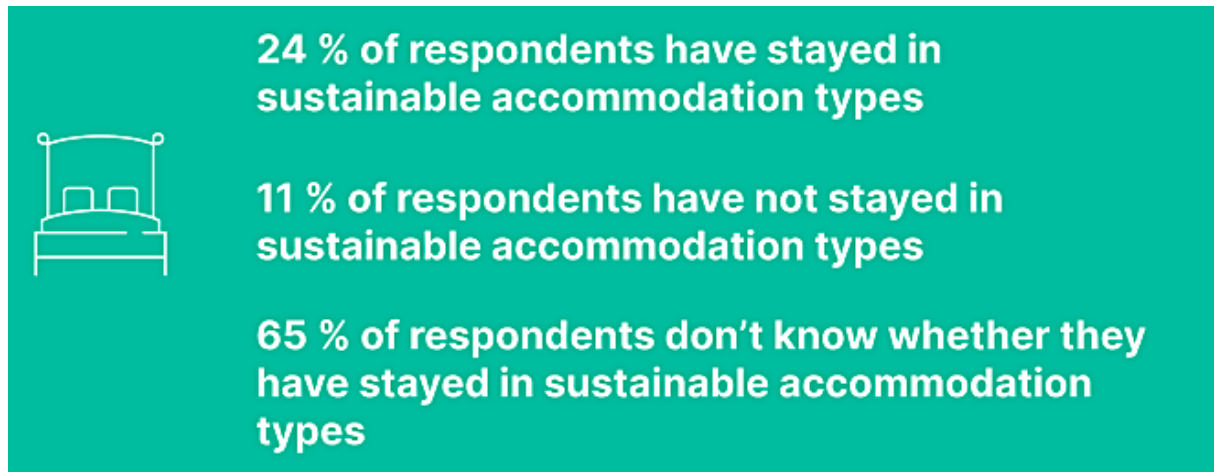 24 % of respondents have stayed in
sustainable accommodation types
11 % of respondents have not stayed in
sustainable accommodation types
65 % of respondents don’t know whether they
have stayed in sustainable accommodation
types